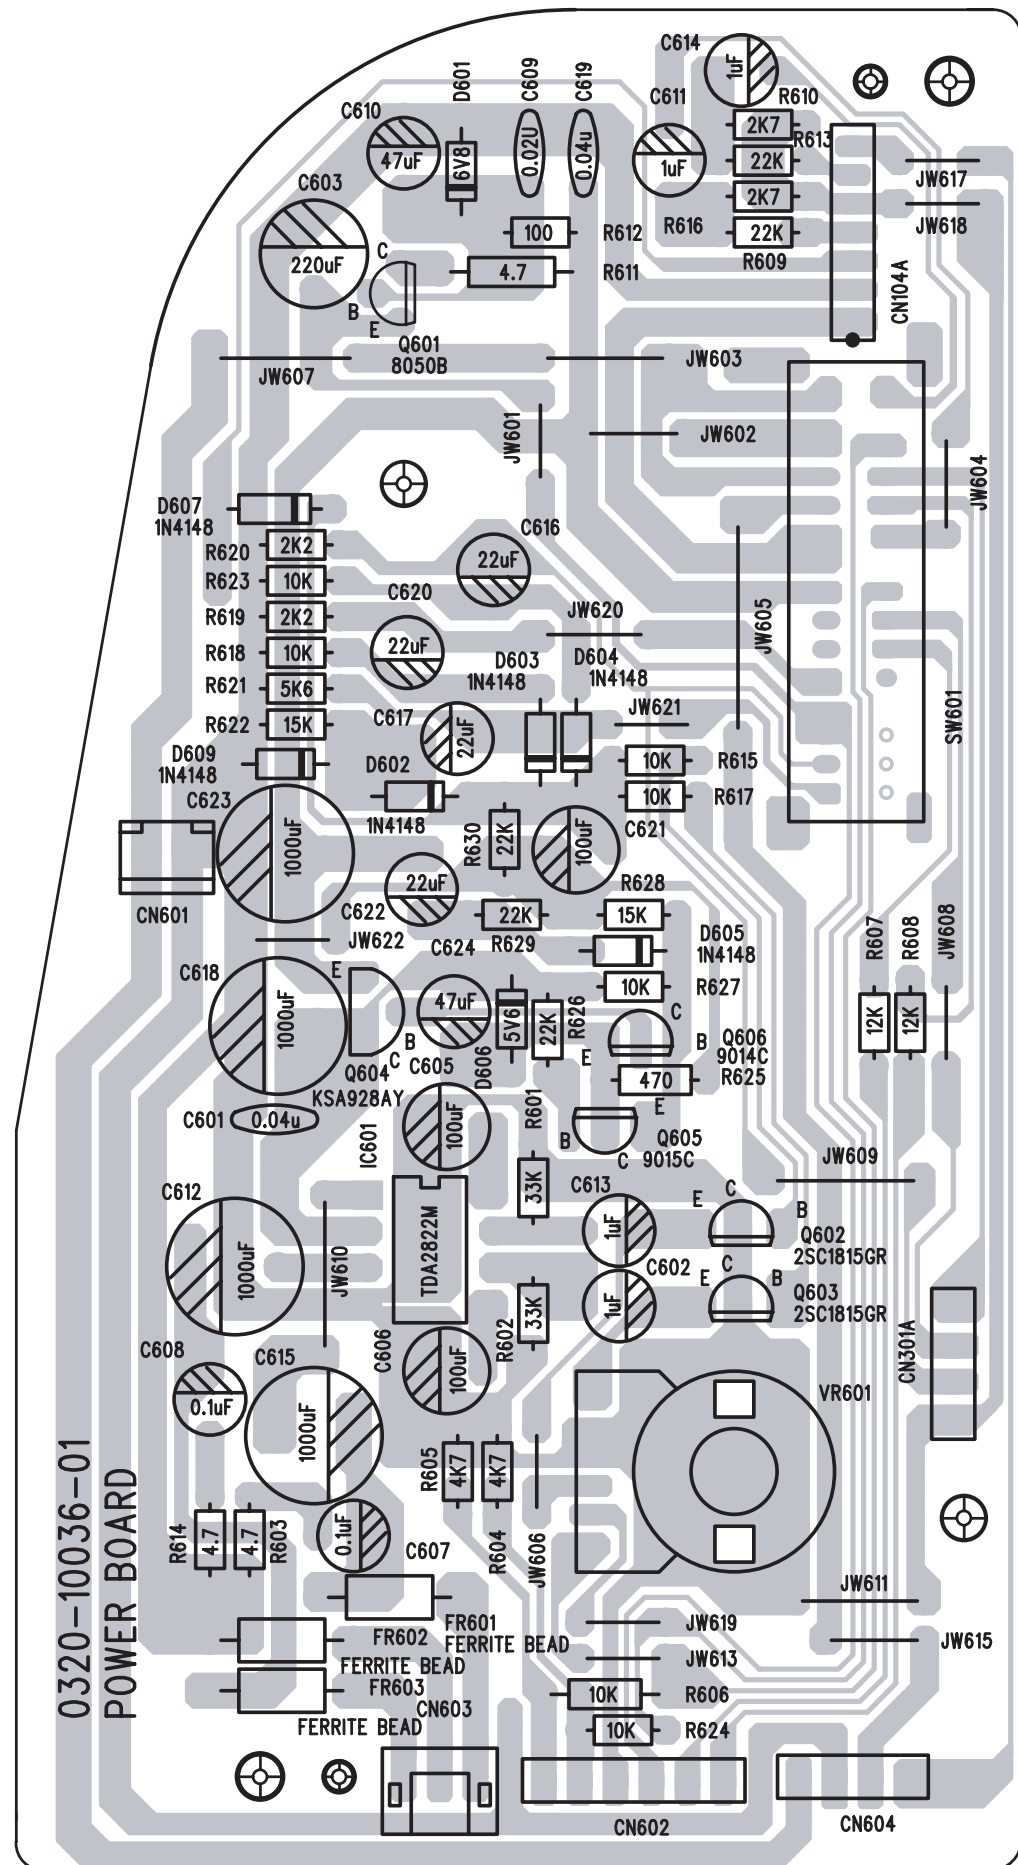 C614
1uF
R610
2K7
R613
22K
2K7
R616
22K
R609
C611
1uF
C619
0.04u
C609
0.02U
D601
6V8
C610
47uF
C603
220uF
C
B
E
Q601
8050B
100
R612
4.7
R611
CN104A
JW617
JW618
JW607
JW603
JW601
JW602
JW604
D607
1N4148
R620
2K2
R623
10K
R619
2K2
R618
10K
R621
5K6
R622
15K
D609
1N4148
C616
22uF
C620
22uF
JW620
D603
1N4148
D604
1N4148
JW605
SW601
C617
22uF
JW621
10K
R615
10K
R617
D602
1N4148
C623
1000uF
CN601
R630
22K
C621
100uF
C622
22uF
R628
15K
22K
R629
D605
1N4148
10K
R627
JW622
C624
47uF
C618
1000uF
E
B
C
Q604
KSA928AY
C605
100uF
D606
5V6
R626
22K
C
B
E
Q606
9014C
470
R625
E
B
C
Q605
9015C
R607
12K
R608
12K
JW608
C601
0.04u
IC601
TDA2822M
R601
33K
JW609
C612
1000uF
JW610
C613
1uF
E
C
B
Q602
2SC1815GR
C602
1uF
E
C
B
Q603
2SC1815GR
R602
33K
C606
100uF
C608
0.1uF
C615
1000uF
CN301A
VR601
R605
4K7
R604
4K7
JW606
R614
4.7
R603
4.7
C607
0.1uF
FR601
FERRITE BEAD
FR602
FERRITE BEAD
FR603
FERRITE BEAD
CN603
JW611
JW615
JW619
JW613
10K
R606
10K
R624
CN602
CN604
0320-10036-01
POWER BOARD